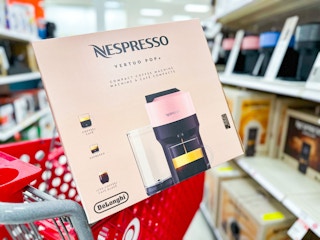 NESPRESSO
VERTUO POP+
COMPACT COFFEE MACHINE
MACHINE À CAFÉ COMPACTE
DeLonghi